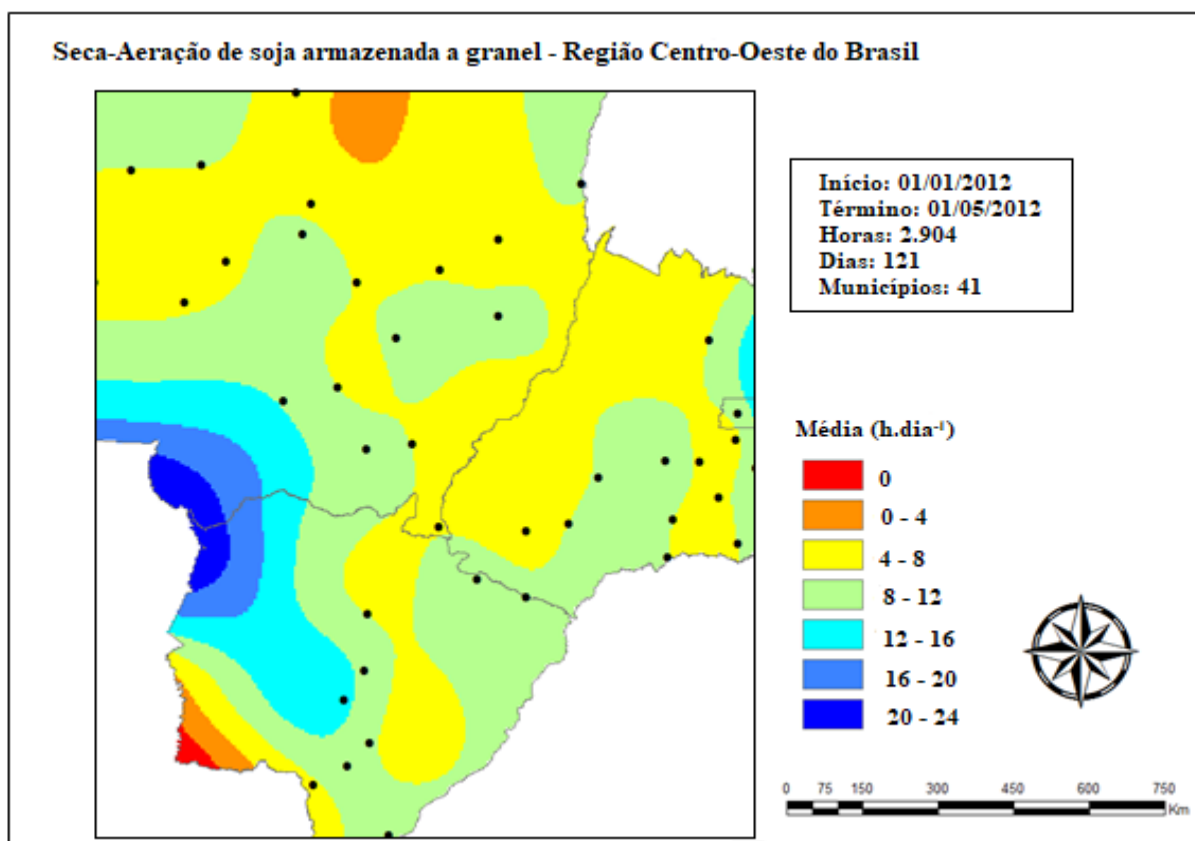 Seca-Aeração de soja armazenada a granel - Região Centro-Oeste do Brasil
Início: 01/01/2012
Término: 01/05/2012
Horas: 2.904
Dias: 121
Municípios: 41
Média (h.dia⁻¹)
0
0 - 4
4 - 8
8 - 12
12 - 16
16 - 20
20 - 24
0 75 150 300 450 600 750
Km